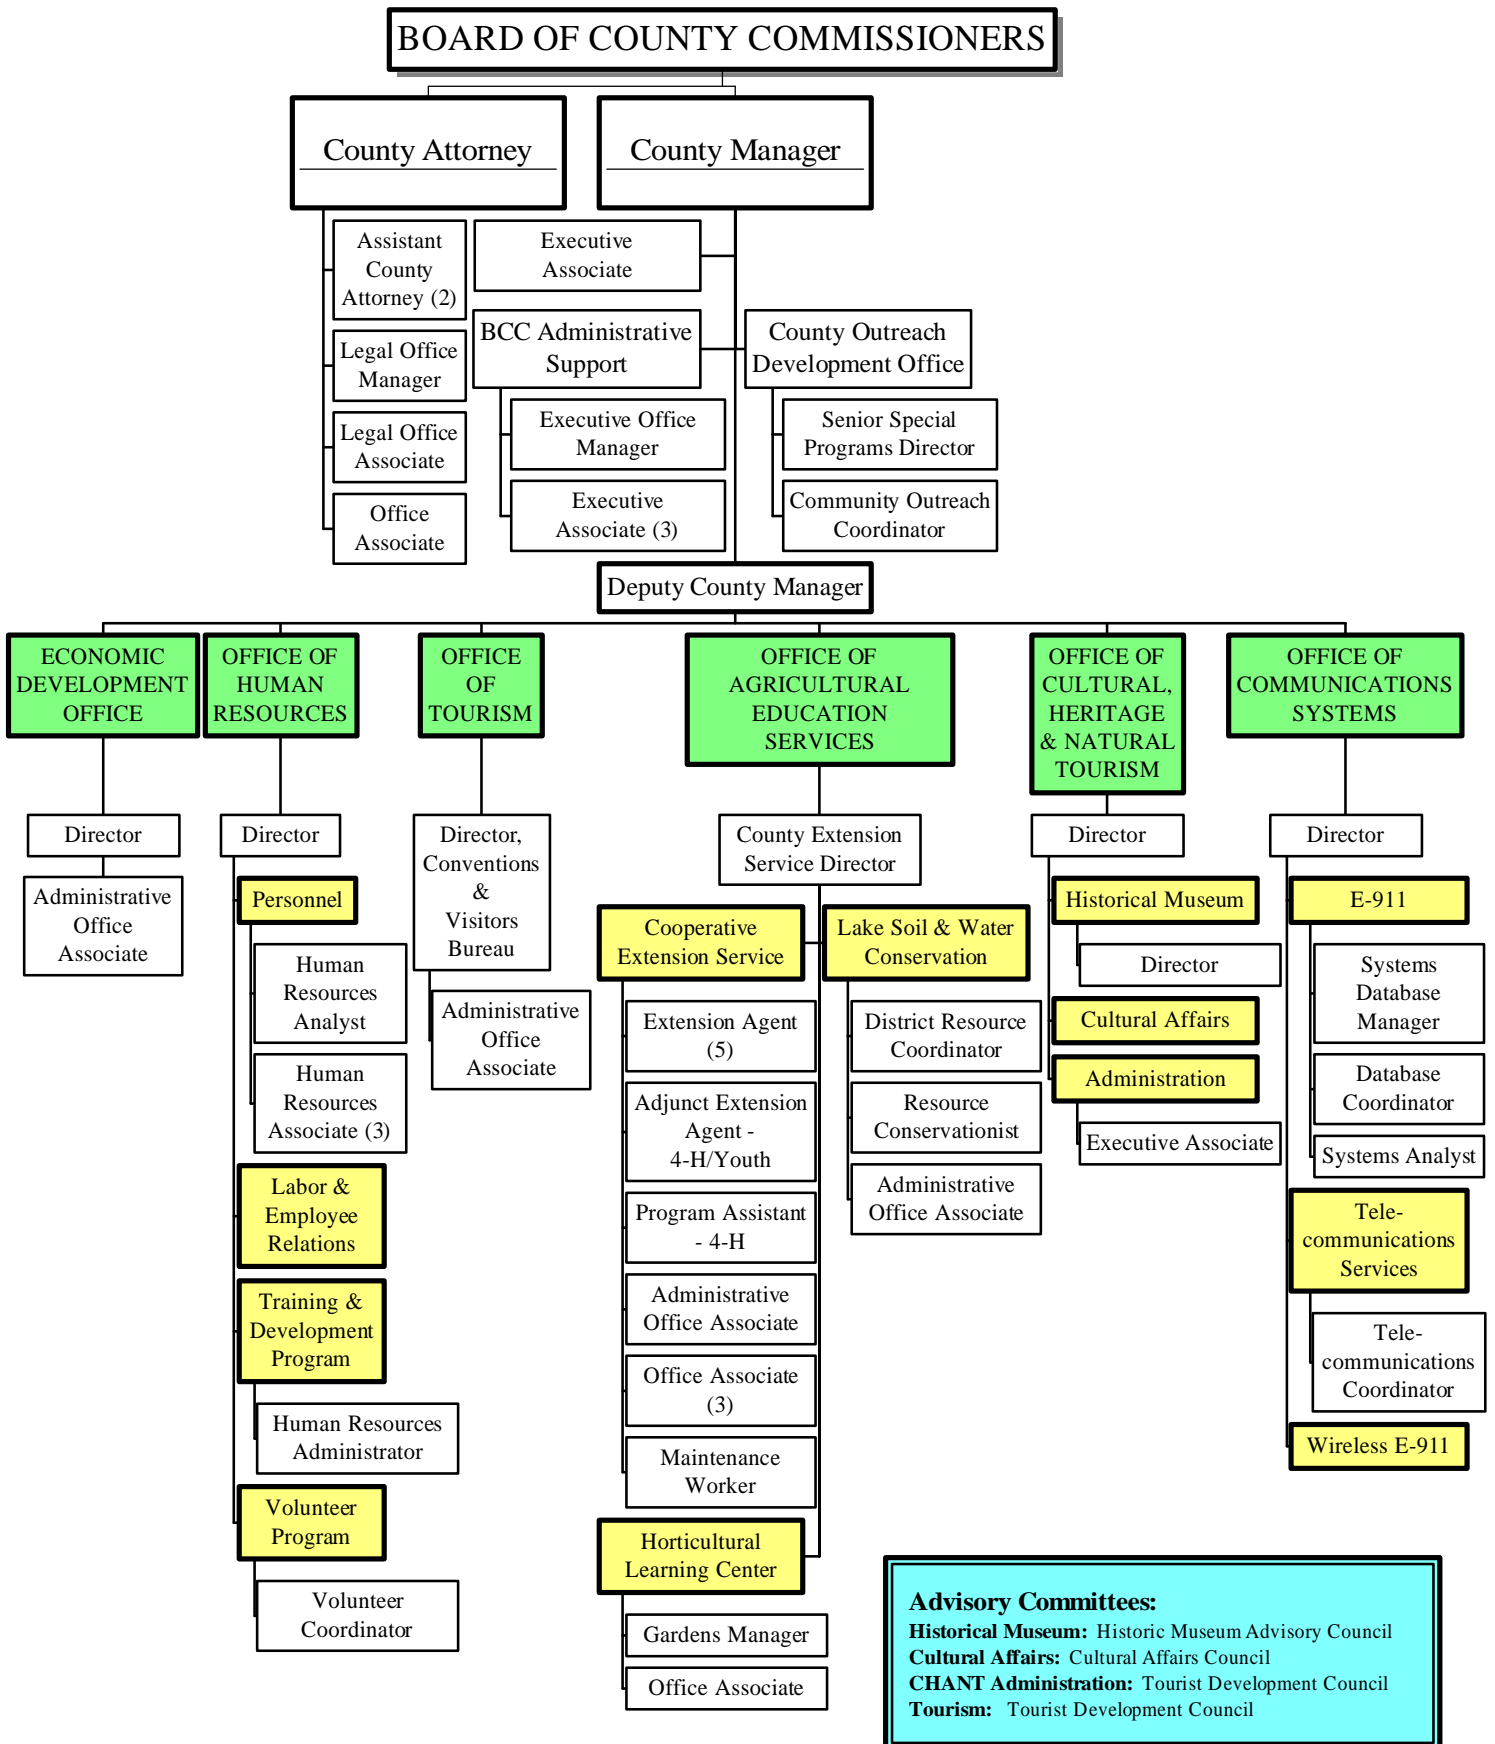 BOARD OF COUNTY COMMISSIONERS
County Attorney
County Manager
Assistant
County
Attorney (2)
Legal Office
Manager
Legal Office
Associate
Office
Associate
Executive
Associate
BCC Administrative
Support
Executive Office
Manager
Executive
Associate (3)
County Outreach
Development Office
Senior Special
Programs Director
Community Outreach
Coordinator
Deputy County Manager
ECONOMIC
DEVELOPMENT
OFFICE
Director
Administrative
Office
Associate
OFFICE OF
HUMAN
RESOURCES
Director
Personnel
Human
Resources
Analyst
Human
Resources
Associate (3)
Labor &
Employee
Relations
Training &
Development
Program
Human Resources
Administrator
Volunteer
Program
Volunteer
Coordinator
OFFICE
OF
TOURISM
Director,
Conventions
&
Visitors
Bureau
Administrative
Office
Associate
OFFICE OF
AGRICULTURAL
EDUCATION
SERVICES
County Extension
Service Director
Cooperative
Extension Service
Extension Agent
(5)
Adjunct Extension
Agent -
4-H/Youth
Program Assistant
- 4-H
Administrative
Office Associate
Office Associate
(3)
Maintenance
Worker
Horticultural
Learning Center
Gardens Manager
Office Associate
Lake Soil & Water
Conservation
District Resource
Coordinator
Resource
Conservationist
Administrative
Office Associate
OFFICE OF
CULTURAL,
HERITAGE
& NATURAL
TOURISM
Director
Historical Museum
Director
Cultural Affairs
Administration
Executive Associate
OFFICE OF
COMMUNICATIONS
SYSTEMS
Director
E-911
Systems
Database
Manager
Database
Coordinator
Systems Analyst
Tele-
communications
Services
Tele-
communications
Coordinator
Wireless E-911
Advisory Committees:
Historical Museum: Historic Museum Advisory Council
Cultural Affairs: Cultural Affairs Council
CHANT Administration: Tourist Development Council
Tourism: Tourist Development Council